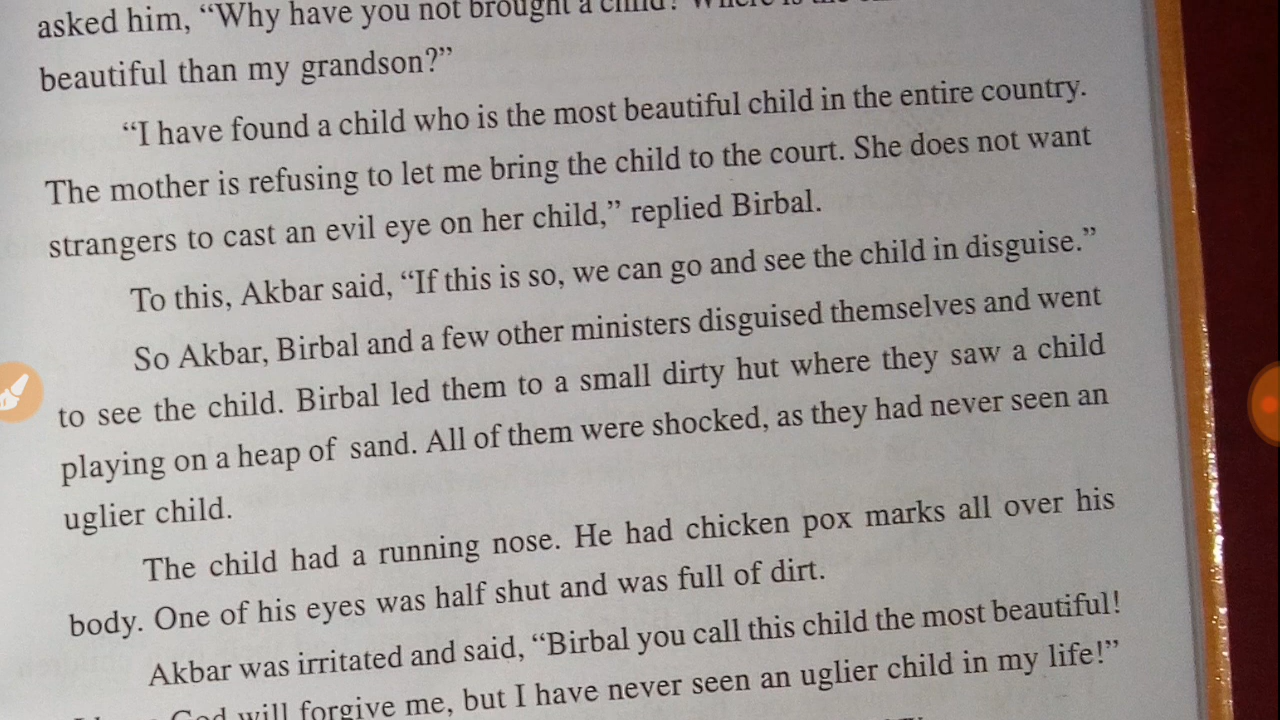 asked him, “Why have you not brought a child? Where is the
beautiful than my grandson?”
“I have found a child who is the most beautiful child in the entire country.
The mother is refusing to let me bring the child to the court. She does not want
strangers to cast an evil eye on her child,” replied Birbal.
To this, Akbar said, “If this is so, we can go and see the child in disguise.”
So Akbar, Birbal and a few other ministers disguised themselves and went
to see the child. Birbal led them to a small dirty hut where they saw a child
playing on a heap of sand. All of them were shocked, as they had never seen an
uglier child.
The child had a running nose. He had chicken pox marks all over his
body. One of his eyes was half shut and was full of dirt.
Akbar was irritated and said, “Birbal you call this child the most beautiful!
God will forgive me, but I have never seen an uglier child in my life!”